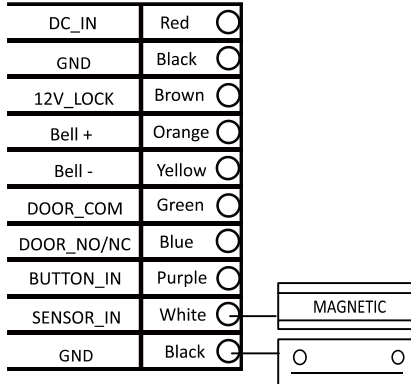 DC_IN Red
GND Black
12V_LOCK Brown
Bell + Orange
Bell - Yellow
DOOR_COM Green
DOOR_NO/NC Blue
BUTTON_IN Purple
SENSOR_IN White
MAGNETIC
GND Black